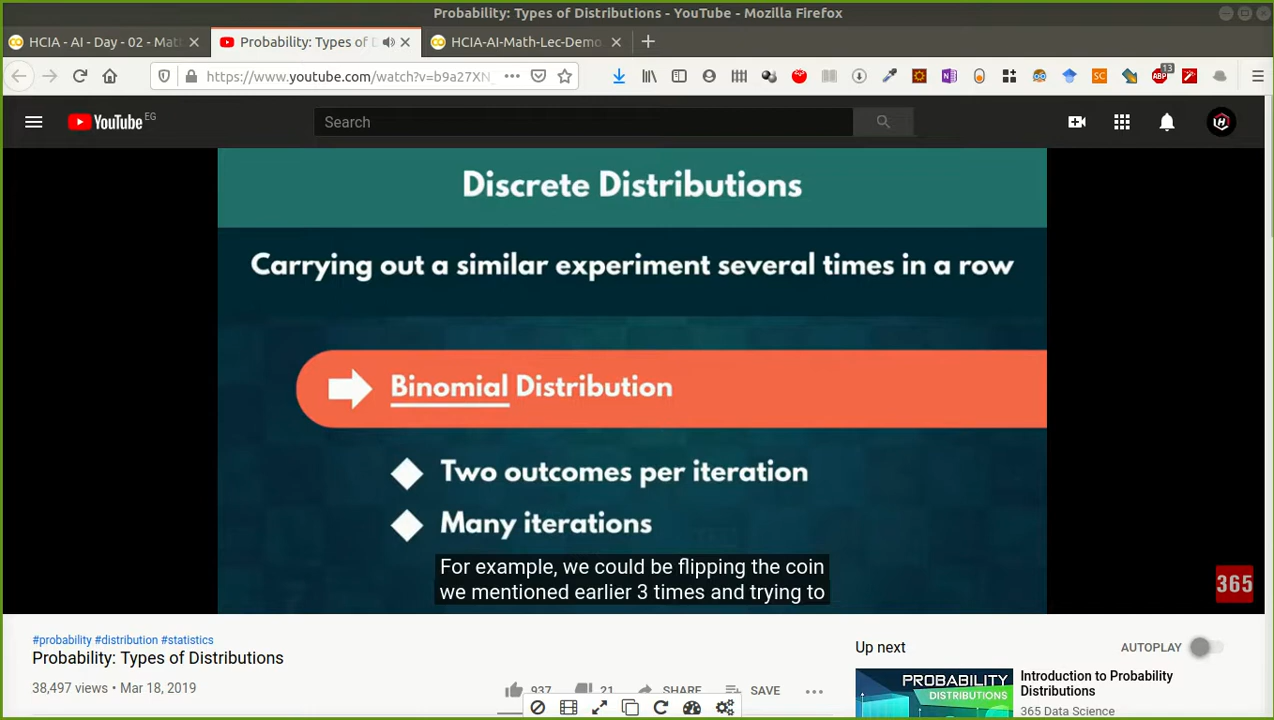 Probability: Types of Distributions - YouTube - Mozilla Firefox
HCIA - AI - Day - 02 - Mat
Probability: Types of D
HCIA-AI-Math-Lec-Demo.
https://www.youtube.com/watch?v=b9a27XN
SC
ABP
13
YouTube EG
Search
Discrete Distributions
Carrying out a similar experiment several times in a row
Binomial Distribution
Two outcomes per iteration
Many iterations
For example, we could be flipping the coin
we mentioned earlier 3 times and trying to
365
#probability #distribution #statistics
Probability: Types of Distributions
38,497 views • Mar 18, 2019
937
21
SHARE
SAVE
Up next
AUTOPLAY
PROBABILITY
DISTRIBUTIONS
Introduction to Probability
Distributions
365 Data Science